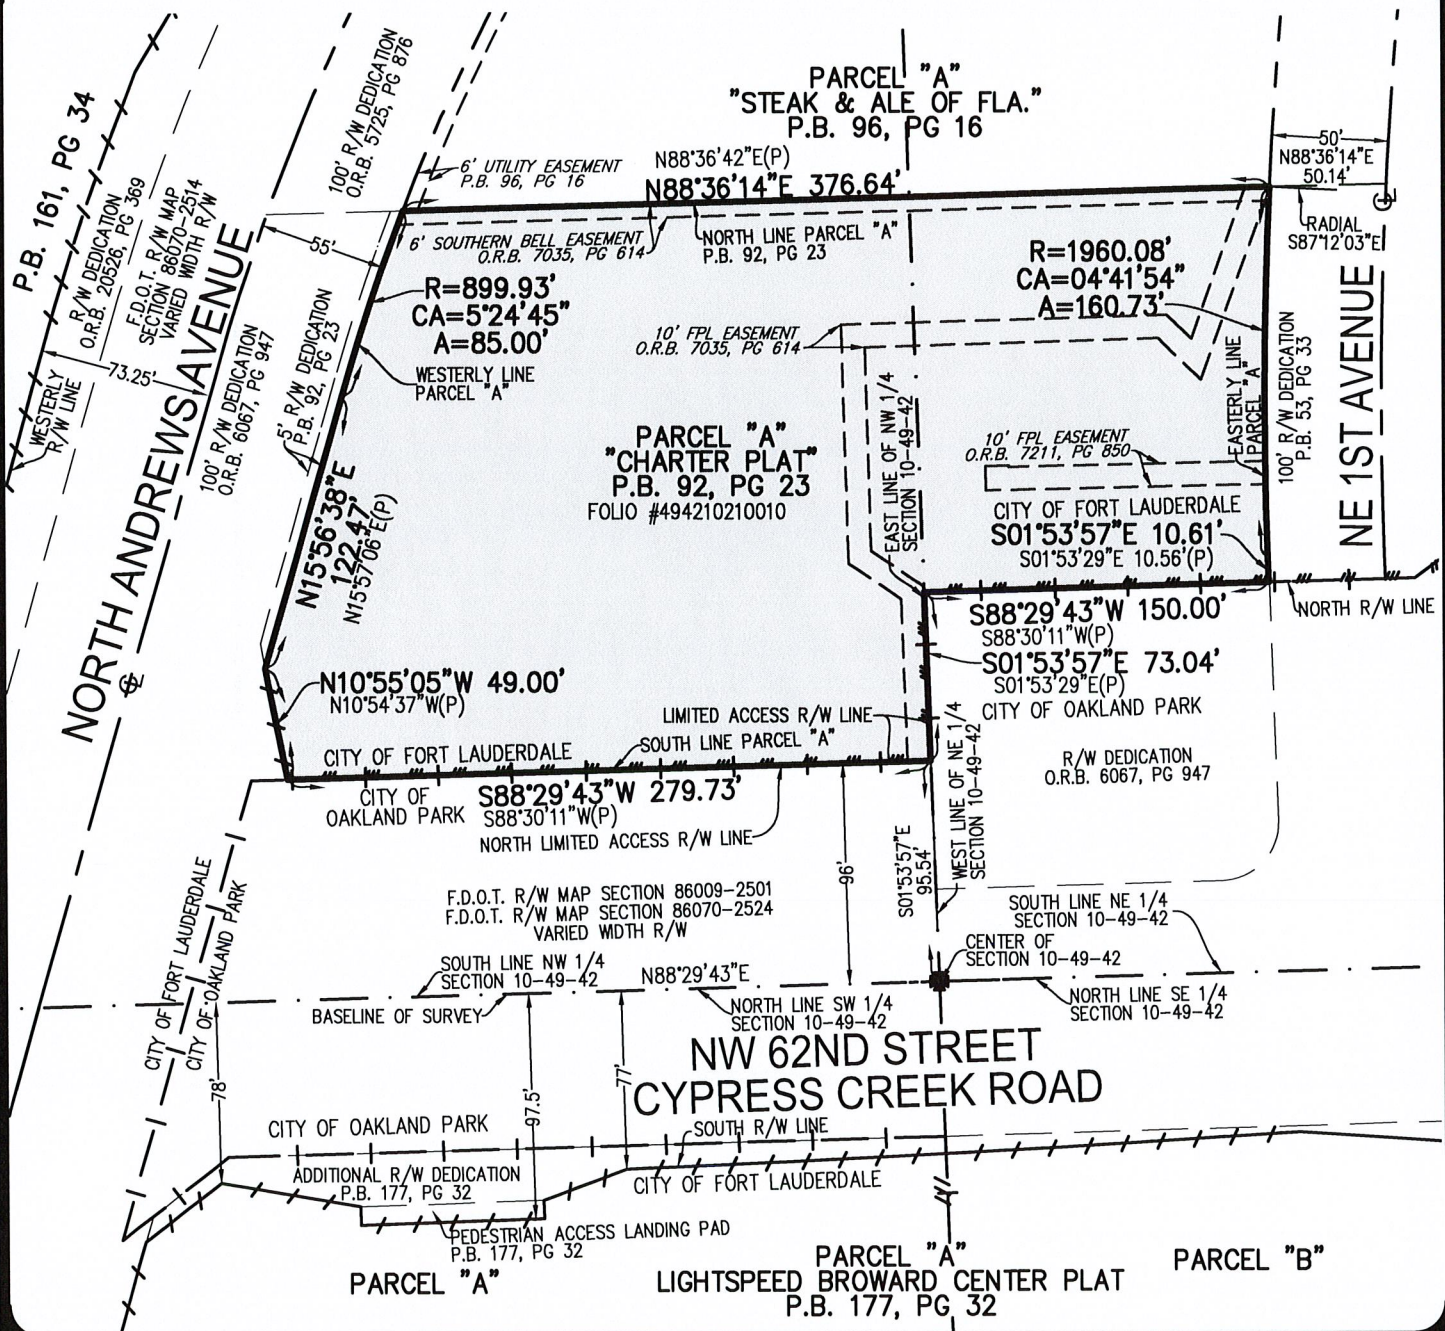 PARCEL "A"
"STEAK & ALE OF FLA."
P.B. 96, PG 16
P.B. 161, PG 34
R/W DEDICATION
O.R.B. 20526, PG 369
F.D.O.T. R/W MAP
SECTION 86070-2514
VARIED WIDTH R/W
100' R/W DEDICATION
O.R.B. 5725, PG 876
6' UTILITY EASEMENT
P.B. 96, PG 16
N88°36'42"E(P)
N88°36'14"E 376.64'
50'
N88°36'14"E
50.14'
RADIAL
S87°12'03"E
55'
6' SOUTHERN BELL EASEMENT
O.R.B. 7035, PG 614
NORTH LINE PARCEL "A"
P.B. 92, PG 23
R=1960.08'
CA=04°41'54"
A=160.73'
R=899.93'
CA=5°24'45"
A=85.00'
10' FPL EASEMENT
O.R.B. 7035, PG 614
WESTERLY LINE
PARCEL "A"
73.25'
WESTERLY
R/W LINE
NORTH ANDREWS AVENUE
100' R/W DEDICATION
O.R.B. 6067, PG 947
5' R/W DEDICATION
P.B. 92, PG 23
PARCEL "A"
"CHARTER PLAT"
P.B. 92, PG 23
FOLIO #494210210010
EAST LINE OF NW 1/4
SECTION 10-49-42
EASTERLY LINE
PARCEL "A"
100' R/W DEDICATION
P.B. 53, PG 33
NE 1ST AVENUE
10' FPL EASEMENT
O.R.B. 7211, PG 850
CITY OF FORT LAUDERDALE
S01°53'57"E 10.61'
S01°53'29"E 10.56'(P)
N15°56'38"E
122.47'
N15°57'06"E(P)
S88°29'43"W 150.00'
S88°30'11"W(P)
NORTH R/W LINE
S01°53'57"E 73.04'
S01°53'29"E(P)
CITY OF OAKLAND PARK
N10°55'05"W 49.00'
N10°54'37"W(P)
LIMITED ACCESS R/W LINE
SOUTH LINE PARCEL "A"
CITY OF FORT LAUDERDALE
R/W DEDICATION
O.R.B. 6067, PG 947
CITY OF
OAKLAND PARK
S88°29'43"W 279.73'
S88°30'11"W(P)
NORTH LIMITED ACCESS R/W LINE
WEST LINE OF NE 1/4
SECTION 10-49-42
S01°53'57"E
95.54'
96'
CITY OF FORT LAUDERDALE
CITY OF OAKLAND PARK
F.D.O.T. R/W MAP SECTION 86009-2501
F.D.O.T. R/W MAP SECTION 86070-2524
VARIED WIDTH R/W
SOUTH LINE NE 1/4
SECTION 10-49-42
CENTER OF
SECTION 10-49-42
SOUTH LINE NW 1/4
SECTION 10-49-42
N88°29'43"E
BASELINE OF SURVEY
NORTH LINE SW 1/4
SECTION 10-49-42
NORTH LINE SE 1/4
SECTION 10-49-42
NW 62ND STREET
CYPRESS CREEK ROAD
78'
97.5'
77'
CITY OF OAKLAND PARK
SOUTH R/W LINE
ADDITIONAL R/W DEDICATION
P.B. 177, PG 32
CITY OF FORT LAUDERDALE
PEDESTRIAN ACCESS LANDING PAD
P.B. 177, PG 32
PARCEL "A"
PARCEL "A"
LIGHTSPEED BROWARD CENTER PLAT
P.B. 177, PG 32
PARCEL "B"